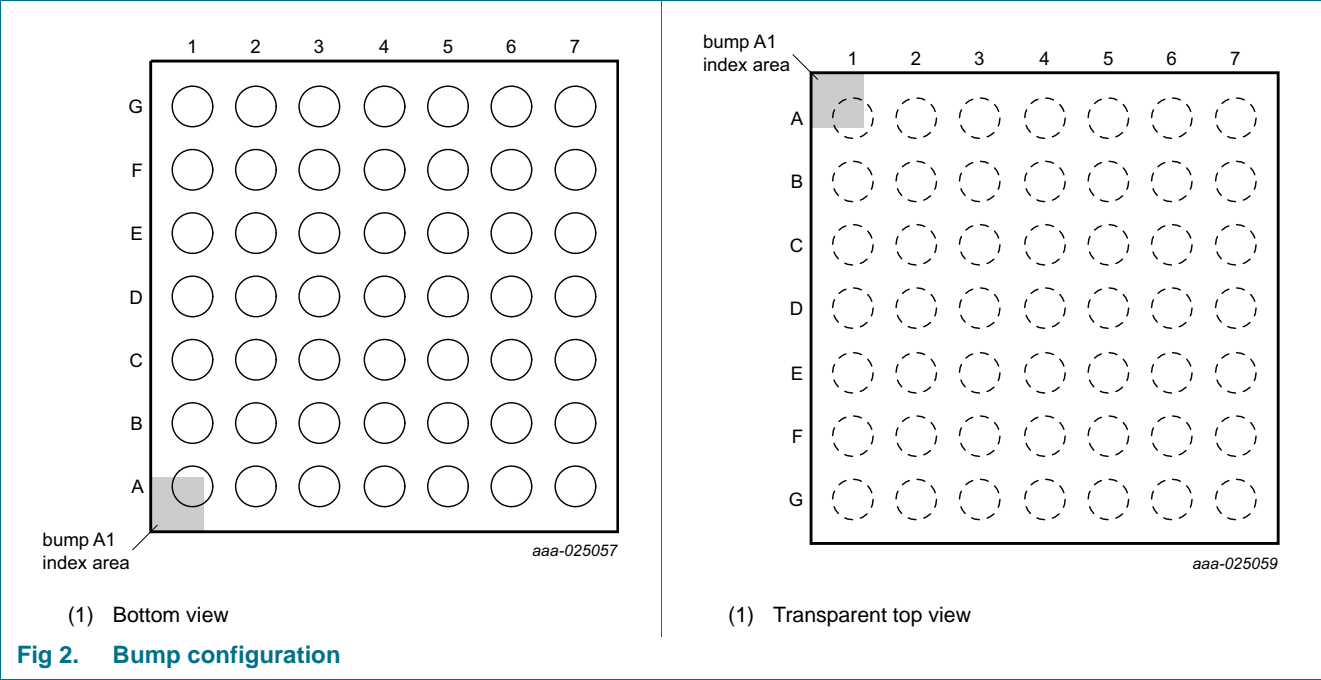 1 2 3 4 5 6 7
G
F
E
D
C
B
A
bump A1
index area
aaa-025057
(1) Bottom view
bump A1
index area
1 2 3 4 5 6 7
A
B
C
D
E
F
G
aaa-025059
(1) Transparent top view
Fig 2. Bump configuration